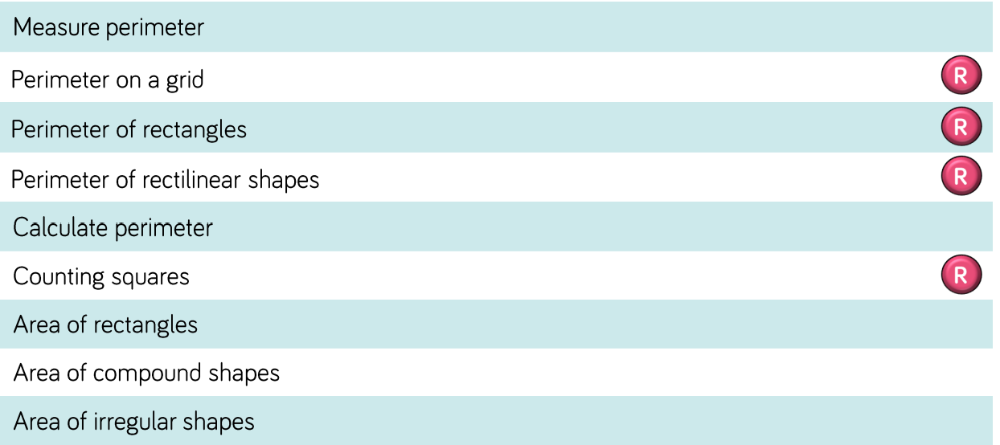 Measure perimeter
Perimeter on a grid R
Perimeter of rectangles R
Perimeter of rectilinear shapes R
Calculate perimeter
Counting squares R
Area of rectangles
Area of compound shapes
Area of irregular shapes